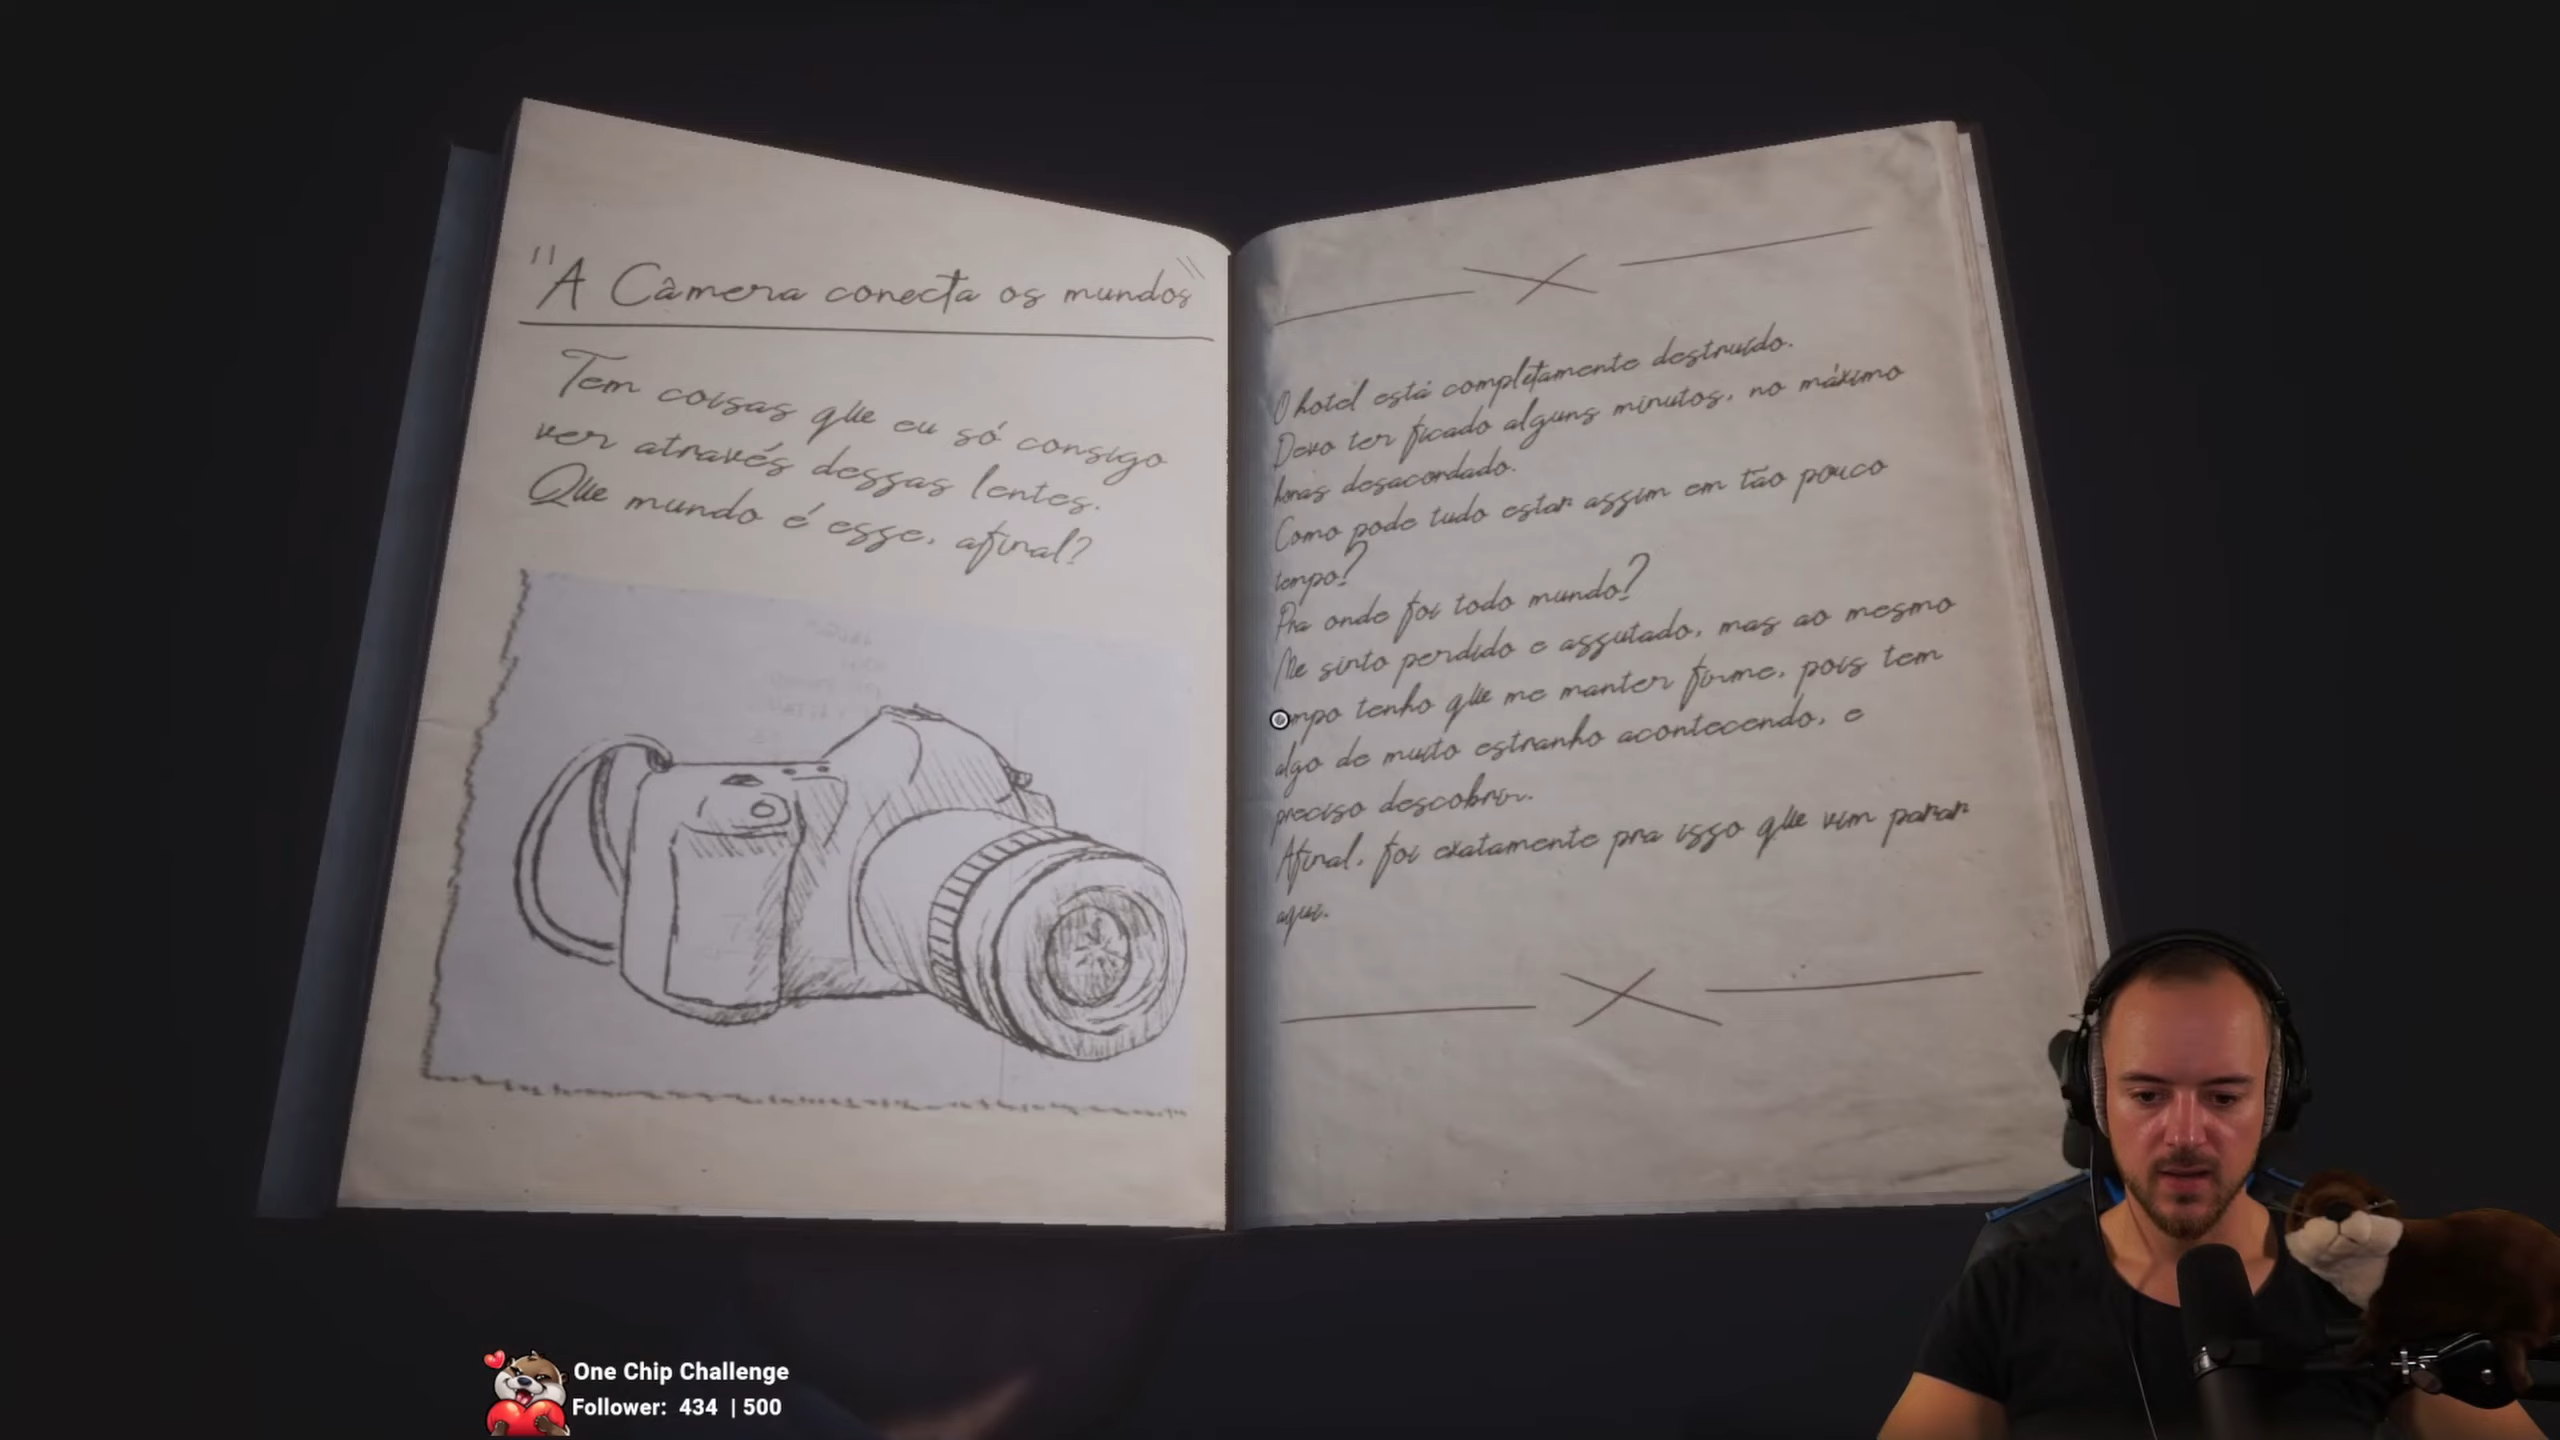 "A Câmera conecta os mundos"
Tem coisas que eu só consigo
ver através dessas lentes.
Que mundo é esse, afinal?
O hotel está completamente destruído.
Devo ter ficado alguns minutos, no máximo
horas desacordado.
Como pode tudo estar assim em tão pouco
tempo?
Pra onde foi todo mundo?
Me sinto perdido e assutado, mas ao mesmo
tempo tenho que me manter firme, pois tem
algo de muito estranho acontecendo, e
preciso descobrir.
Afinal, foi exatamente pra isso que vim parar
aqui.
One Chip Challenge
Follower: 434 | 500